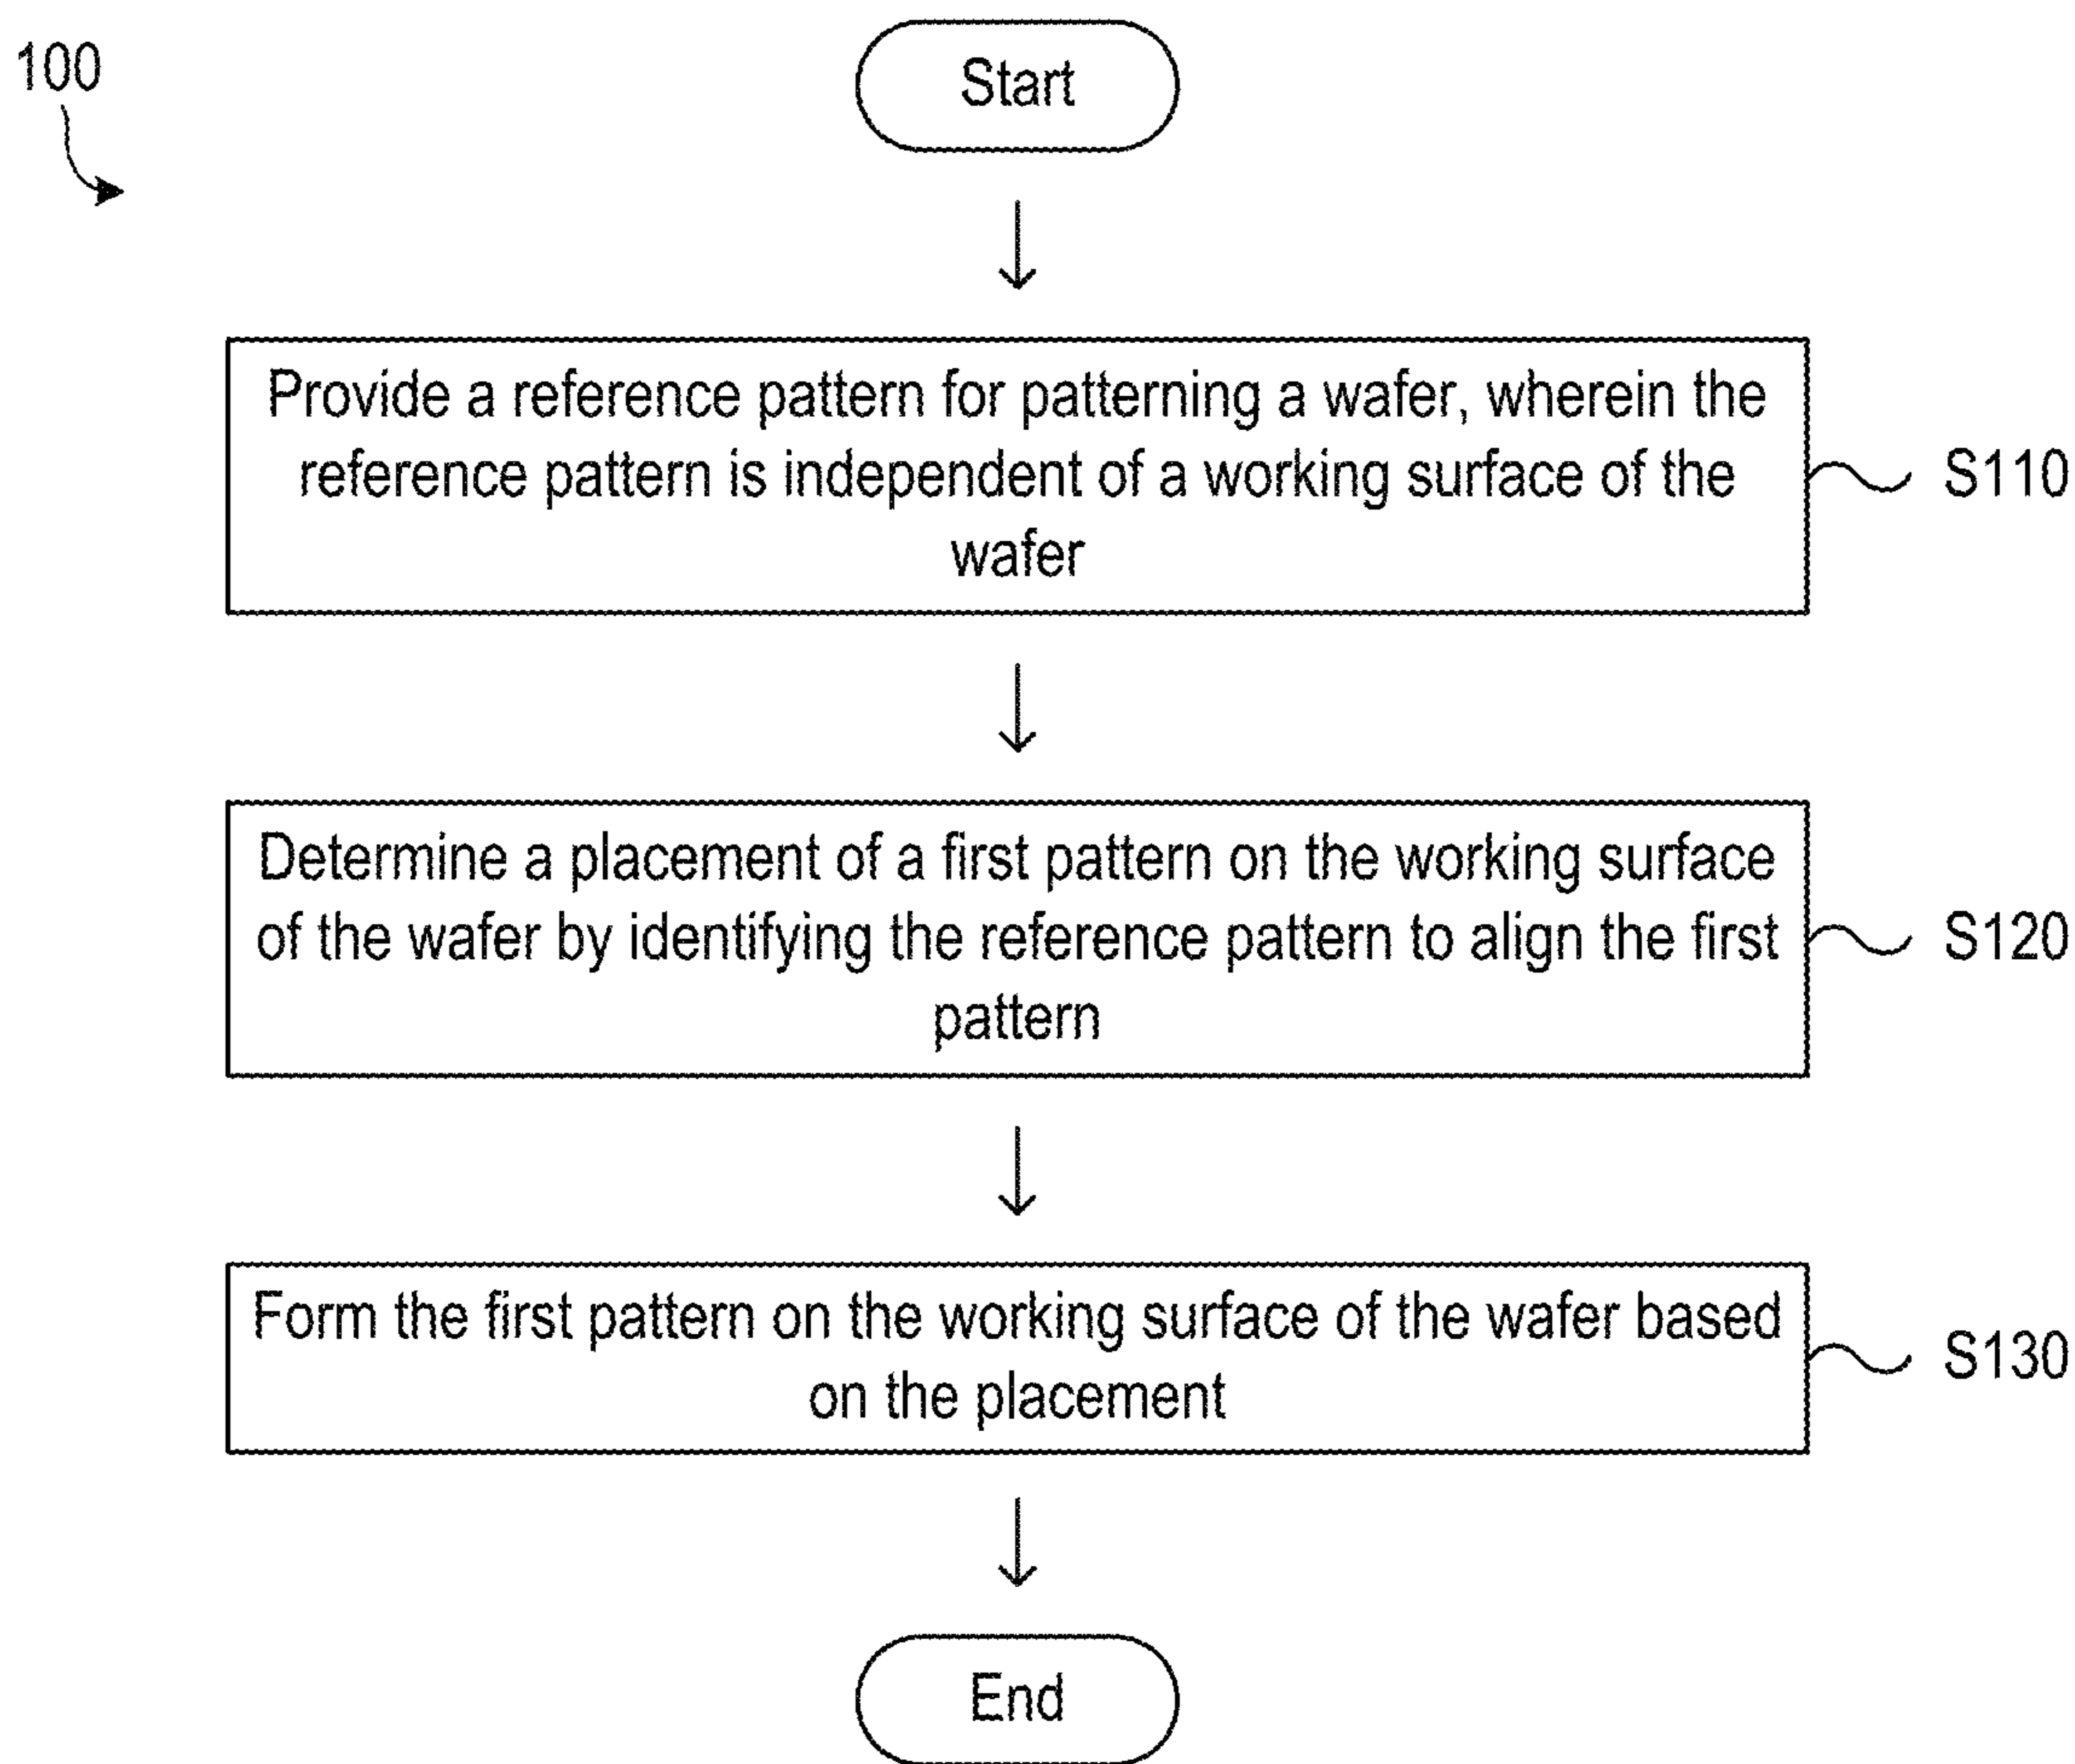 100
Start
Provide a reference pattern for patterning a wafer, wherein the
reference pattern is independent of a working surface of the
wafer
S110
Determine a placement of a first pattern on the working surface
of the wafer by identifying the reference pattern to align the first
pattern
S120
Form the first pattern on the working surface of the wafer based
on the placement
S130
End